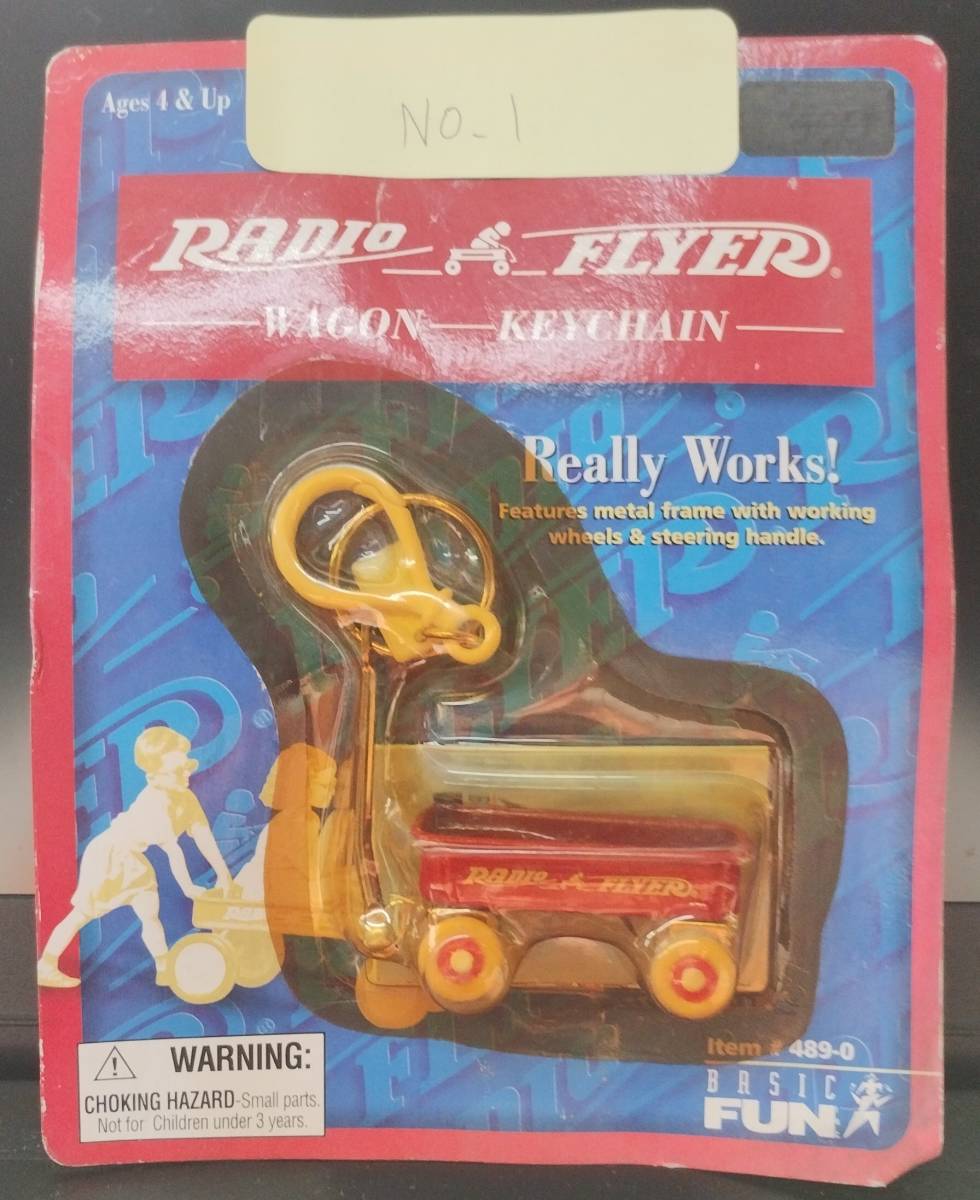 Ages 4 & Up
NO-1
RADIO FLYER®
WAGON KEYCHAIN
Really Works!
Features metal frame with working
wheels & steering handle.
RADIO FLYER
WARNING:
CHOKING HAZARD-Small parts.
Not for Children under 3 years.
Item # 489-0
BASIC
FUN